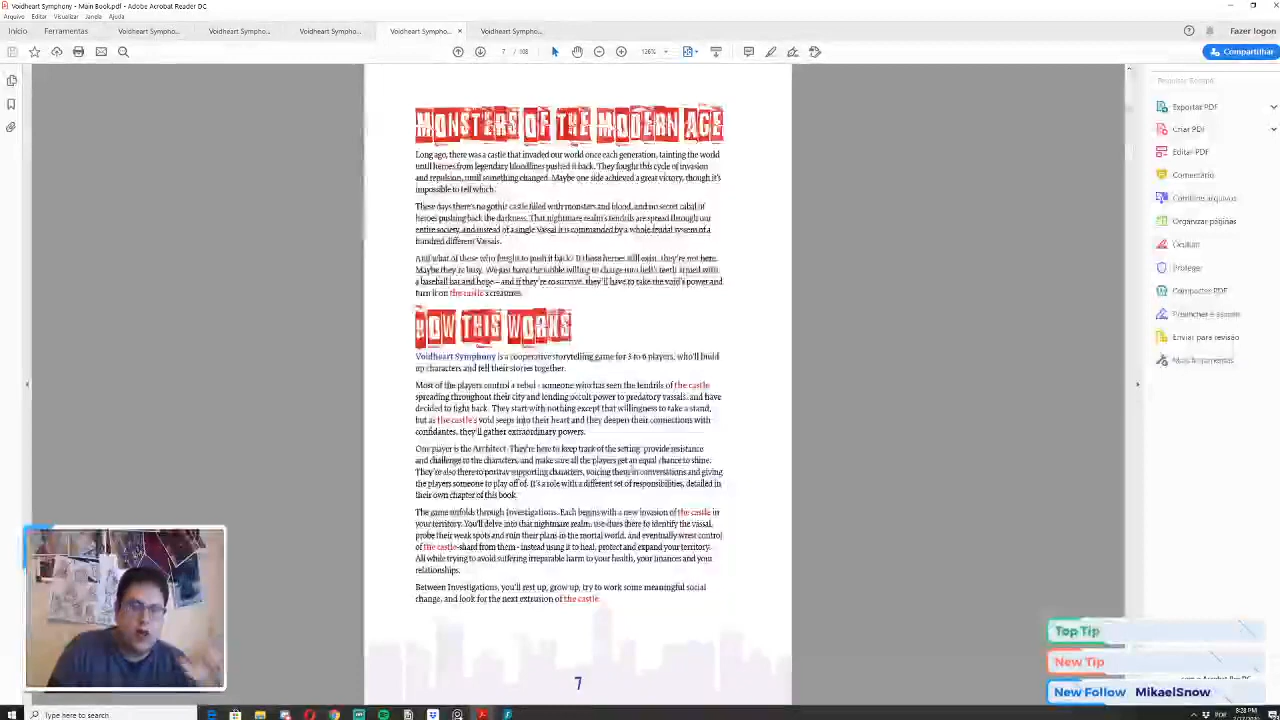 Voidheart Symphony - Main Book.pdf - Adobe Acrobat Reader DC
Arquivo Editar Visualizar Janela Ajuda
Início Ferramentas Voidheart Sympho... Voidheart Sympho... Voidheart Sympho... Voidheart Sympho... × Voidheart Sympho... Fazer logon
7 / 108 126% Compartilhar
MONSTERS OF THE MODERN AGE
Long ago, there was a castle that invaded our world once each generation, tainting the world
until heroes from legendary bloodlines pushed it back. They fought this cycle of invasion
and repulsion, until something changed. Maybe one side achieved a great victory, though it's
impossible to tell which.
These days there's no gothic castle filled with monsters and blood, and no secret cabal of
heroes pushing back the darkness. That nightmare realm's tendrils are spread through our
entire society, and instead of a single Vassal it is commanded by a whole feudal system of a
hundred different Vassals.
And what of those who fought to push it back? If those heroes still exist, they're not here.
Maybe they're busy. We just have the rabble willing to charge into hell's teeth armed with
a baseball bat and hope – and if they're to survive, they'll have to take the void's power and
turn it on the castle's creatures.
HOW THIS WORKS
Voidheart Symphony is a cooperative storytelling game for 3 to 6 players, who'll build
up characters and tell their stories together.
Most of the players control a rebel - someone who has seen the tendrils of the castle
spreading throughout their city and lending occult power to predatory vassals, and have
decided to fight back. They start with nothing except that willingness to take a stand,
but as the castle's void seeps into their heart and they deepen their connections with
confidantes, they'll gather extraordinary powers.
One player is the Architect. They're here to keep track of the setting, provide resistance
and challenge to the characters, and make sure all the players get an equal chance to shine.
They're also there to portray supporting characters, voicing them in conversations and giving
the players someone to play off of. It's a role with a different set of responsibilities, detailed in
their own chapter of this book.
The game unfolds through Investigations. Each begins with a new invasion of the castle in
your territory. You'll delve into that nightmare realm, use clues there to identify the vassal,
probe their weak spots and ruin their plans in the mortal world, and eventually wrest control
of the castle-shard from them - instead using it to heal, protect and expand your territory.
All while trying to avoid suffering irreparable harm to your health, your finances and your
relationships.
Between Investigations, you'll rest up, grow up, try to work some meaningful social
change, and look for the next extrusion of the castle.
7
Exportar PDF
Criar PDF
Editar PDF
Comentário
Combinar arquivos
Organizar páginas
Ocultar
Proteger
Compactar PDF
Preencher e assinar
Enviar para revisão
Mais ferramentas
Top Tip
New Tip
New Follow MikaelSnow
Type here to search
POR 9:28 PM